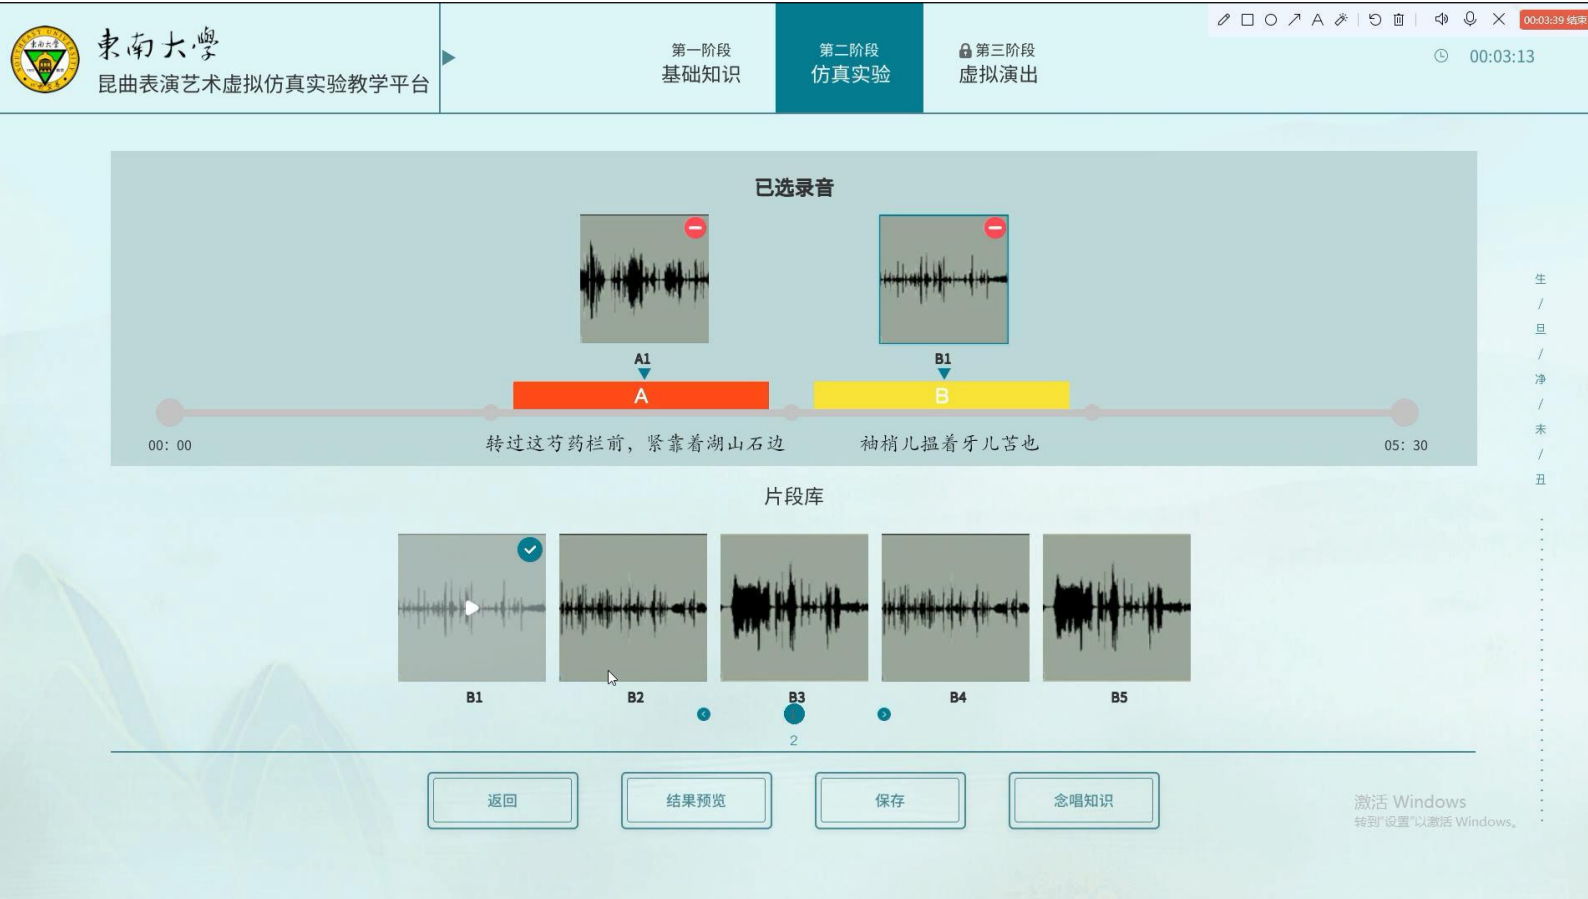 東南大學
昆曲表演艺术虚拟仿真实验教学平台
第一阶段
基础知识
第二阶段
仿真实验
第三阶段
虚拟演出
00:03:39 结束
00:03:13
已选录音
A1
B1
A
B
00: 00
转过这芍药栏前，紧靠着湖山石边
袖梢儿揾着牙儿苫也
05: 30
生
/
旦
/
净
/
末
/
丑
片段库
B1
B2
B3
B4
B5
2
返回
结果预览
保存
念唱知识
激活 Windows
转到"设置"以激活 Windows。